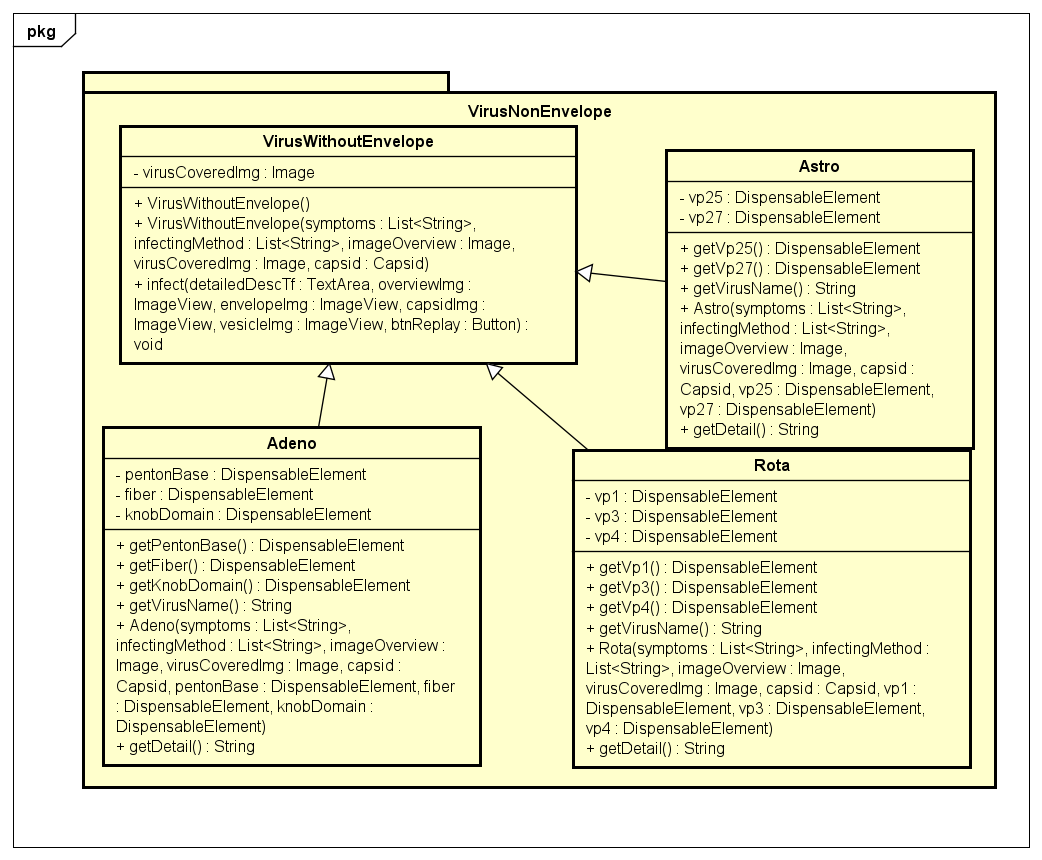 pkg
VirusNonEnvelope
VirusWithoutEnvelope
- virusCoveredImg : Image
+ VirusWithoutEnvelope()
+ VirusWithoutEnvelope(symptoms : List<String>,
infectingMethod : List<String>, imageOverview : Image,
virusCoveredImg : Image, capsid : Capsid)
+ infect(detailedDescTf : TextArea, overviewImg :
ImageView, envelopeImg : ImageView, capsidImg :
ImageView, vesicleImg : ImageView, btnReplay : Button) :
void
Astro
- vp25 : DispensableElement
- vp27 : DispensableElement
+ getVp25() : DispensableElement
+ getVp27() : DispensableElement
+ getVirusName() : String
+ Astro(symptoms : List<String>,
infectingMethod : List<String>,
imageOverview : Image,
virusCoveredImg : Image, capsid :
Capsid, vp25 : DispensableElement,
vp27 : DispensableElement)
+ getDetail() : String
Adeno
- pentonBase : DispensableElement
- fiber : DispensableElement
- knobDomain : DispensableElement
+ getPentonBase() : DispensableElement
+ getFiber() : DispensableElement
+ getKnobDomain() : DispensableElement
+ getVirusName() : String
+ Adeno(symptoms : List<String>,
infectingMethod : List<String>, imageOverview :
Image, virusCoveredImg : Image, capsid :
Capsid, pentonBase : DispensableElement, fiber
: DispensableElement, knobDomain :
DispensableElement)
+ getDetail() : String
Rota
- vp1 : DispensableElement
- vp3 : DispensableElement
- vp4 : DispensableElement
+ getVp1() : DispensableElement
+ getVp3() : DispensableElement
+ getVp4() : DispensableElement
+ getVirusName() : String
+ Rota(symptoms : List<String>, infectingMethod :
List<String>, imageOverview : Image,
virusCoveredImg : Image, capsid : Capsid, vp1 :
DispensableElement, vp3 : DispensableElement,
vp4 : DispensableElement)
+ getDetail() : String